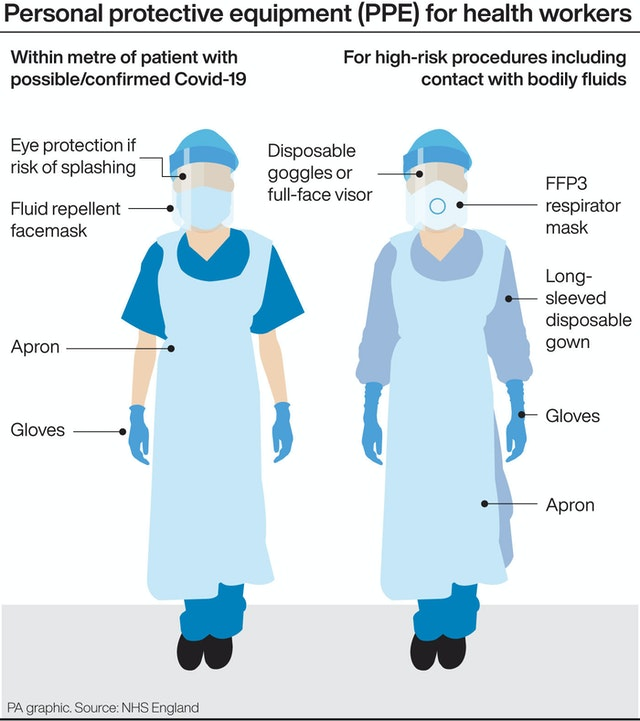 Personal protective equipment (PPE) for health workers
Within metre of patient with
possible/confirmed Covid-19
Eye protection if
risk of splashing
Fluid repellent
facemask
Apron
Gloves
For high-risk procedures including
contact with bodily fluids
Disposable
goggles or
full-face visor
FFP3
respirator
mask
Long-
sleeved
disposable
gown
Gloves
Apron
PA graphic. Source: NHS England